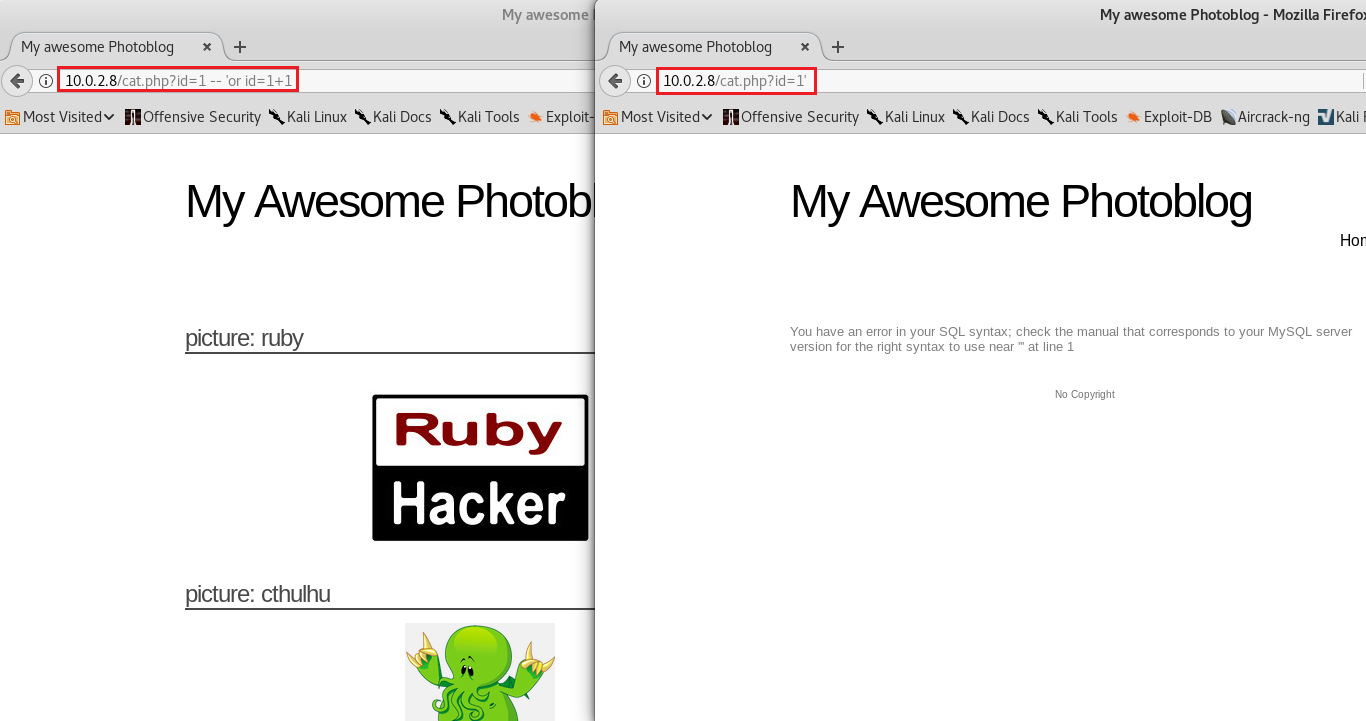 My awesome
My awesome Photoblog
10.0.2.8/cat.php?id=1 -- 'or id=1+1
Most Visited Offensive Security Kali Linux Kali Docs Kali Tools Exploit-
My Awesome Photobl
picture: ruby
Ruby
Hacker
picture: cthulhu
My awesome Photoblog - Mozilla Firefox
My awesome Photoblog
10.0.2.8/cat.php?id=1'
Most Visited Offensive Security Kali Linux Kali Docs Kali Tools Exploit-DB Aircrack-ng Kali F
My Awesome Photoblog
Hom
You have an error in your SQL syntax; check the manual that corresponds to your MySQL server
version for the right syntax to use near ''' at line 1
No Copyright